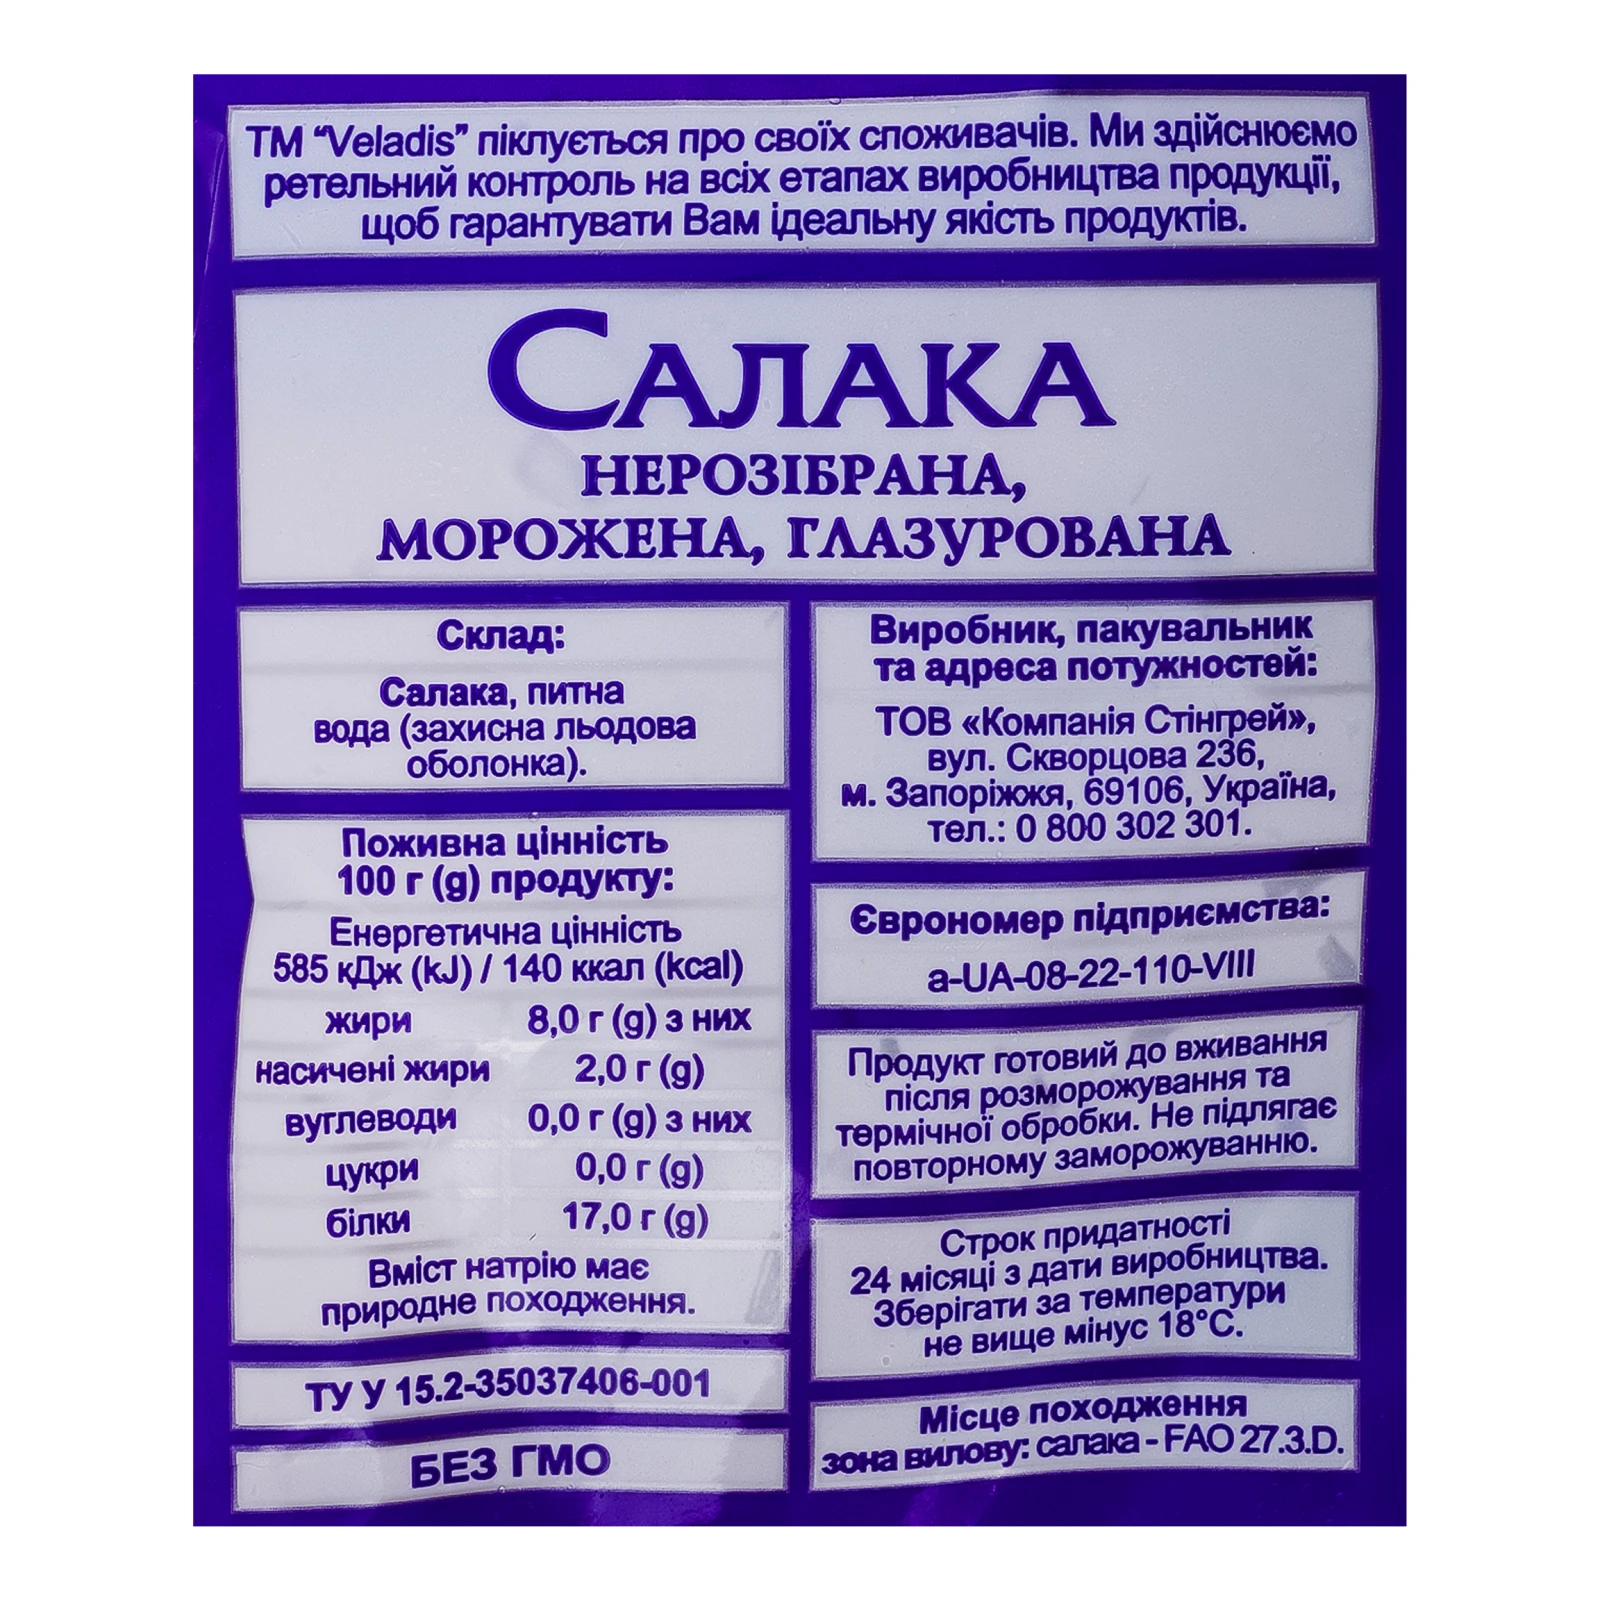 ТМ “Veladis” піклується про своїх споживачів. Ми здійснюємо
ретельний контроль на всіх етапах виробництва продукції,
щоб гарантувати Вам ідеальну якість продуктів.
САЛАКА
НЕРОЗІБРАНА,
МОРОЖЕНА, ГЛАЗУРОВАНА
Склад:
Салака, питна
вода (захисна льодова
оболонка).
Поживна цінність
100 г (g) продукту:
Енергетична цінність
585 кДж (kJ) / 140 ккал (kcal)
жири 8,0 г (g) з них
насичені жири 2,0 г (g)
вуглеводи 0,0 г (g) з них
цукри 0,0 г (g)
білки 17,0 г (g)
Вміст натрію має
природне походження.
ТУ У 15.2-35037406-001
БЕЗ ГМО
Виробник, пакувальник
та адреса потужностей:
ТОВ «Компанія Стінгрей»,
вул. Скворцова 236,
м. Запоріжжя, 69106, Україна,
тел.: 0 800 302 301.
Єврономер підприємства:
a-UA-08-22-110-VIII
Продукт готовий до вживання
після розморожування та
термічної обробки. Не підлягає
повторному заморожуванню.
Строк придатності
24 місяці з дати виробництва.
Зберігати за температури
не вище мінус 18°С.
Місце походження
зона вилову: салака - FAO 27.3.D.